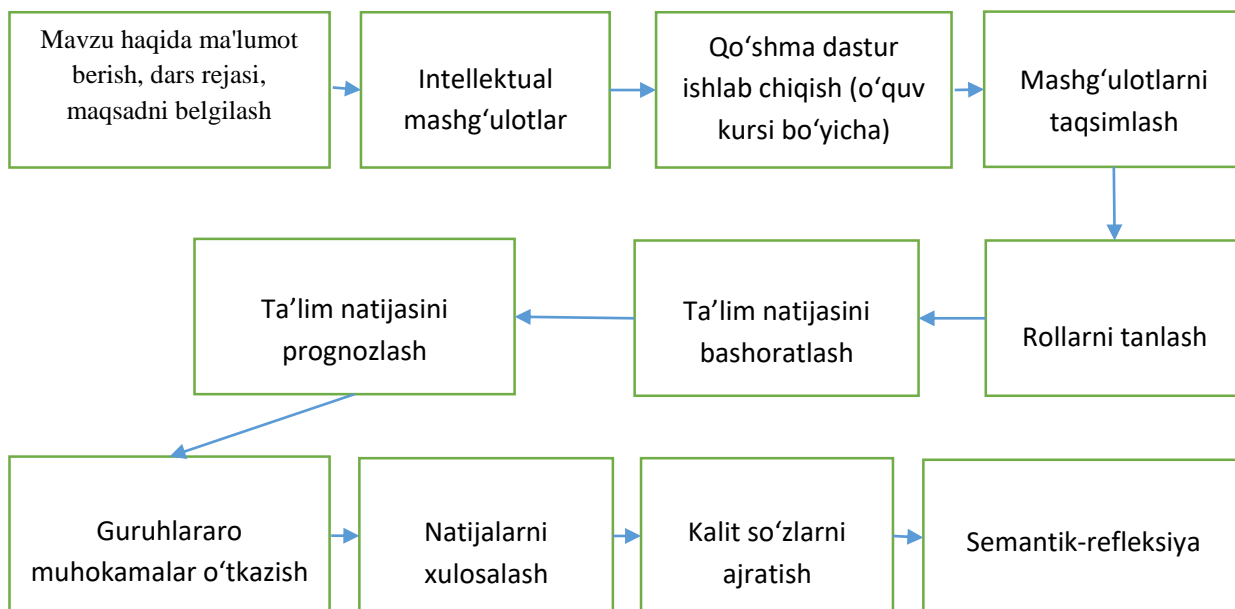 Mavzu haqida ma'lumot
berish, dars rejasi,
maqsadni belgilash
Intellektual
mashg‘ulotlar
Qo‘shma dastur
ishlab chiqish (o‘quv
kursi bo‘yicha)
Mashg‘ulotlarni
taqsimlash
Rollarni tanlash
Ta’lim natijasini
bashoratlash
Ta’lim natijasini
prognozlash
Guruhlararo
muhokamalar o‘tkazish
Natijalarni
xulosalash
Kalit so‘zlarni
ajratish
Semantik-refleksiya